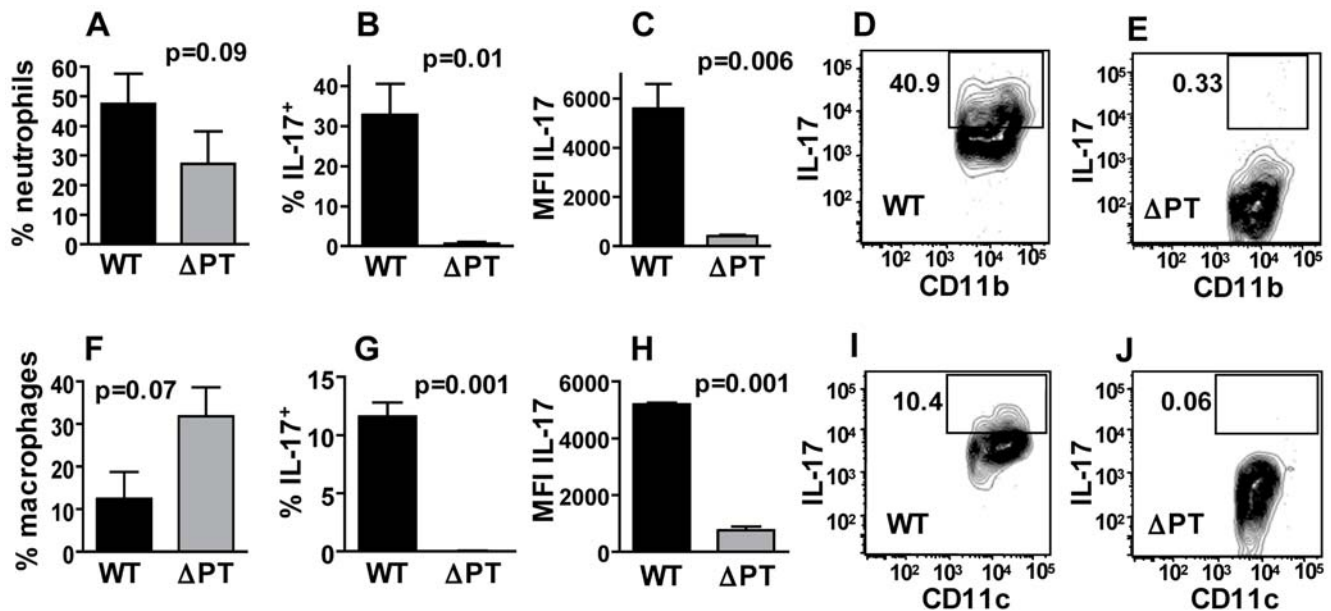 A
p=0.09
% neutrophils
60
50
40
30
20
10
0
WT ΔPT
B
p=0.01
% IL-17⁺
40
30
20
10
0
WT ΔPT
C
p=0.006
MFI IL-17
6000
4000
2000
0
WT ΔPT
D
IL-17
10⁵
10⁴
10³
10²
40.9
WT
10² 10³ 10⁴ 10⁵
CD11b
E
IL-17
10⁵
10⁴
10³
10²
0.33
ΔPT
10² 10³ 10⁴ 10⁵
CD11b
F
p=0.07
% macrophages
40
30
20
10
0
WT ΔPT
G
p=0.001
% IL-17⁺
15
10
5
0
WT ΔPT
H
p=0.001
MFI IL-17
6000
4000
2000
0
WT ΔPT
I
IL-17
10⁵
10⁴
10³
10²
10.4
WT
10² 10³ 10⁴ 10⁵
CD11c
J
IL-17
10⁵
10⁴
10³
10²
0.06
ΔPT
10² 10³ 10⁴ 10⁵
CD11c